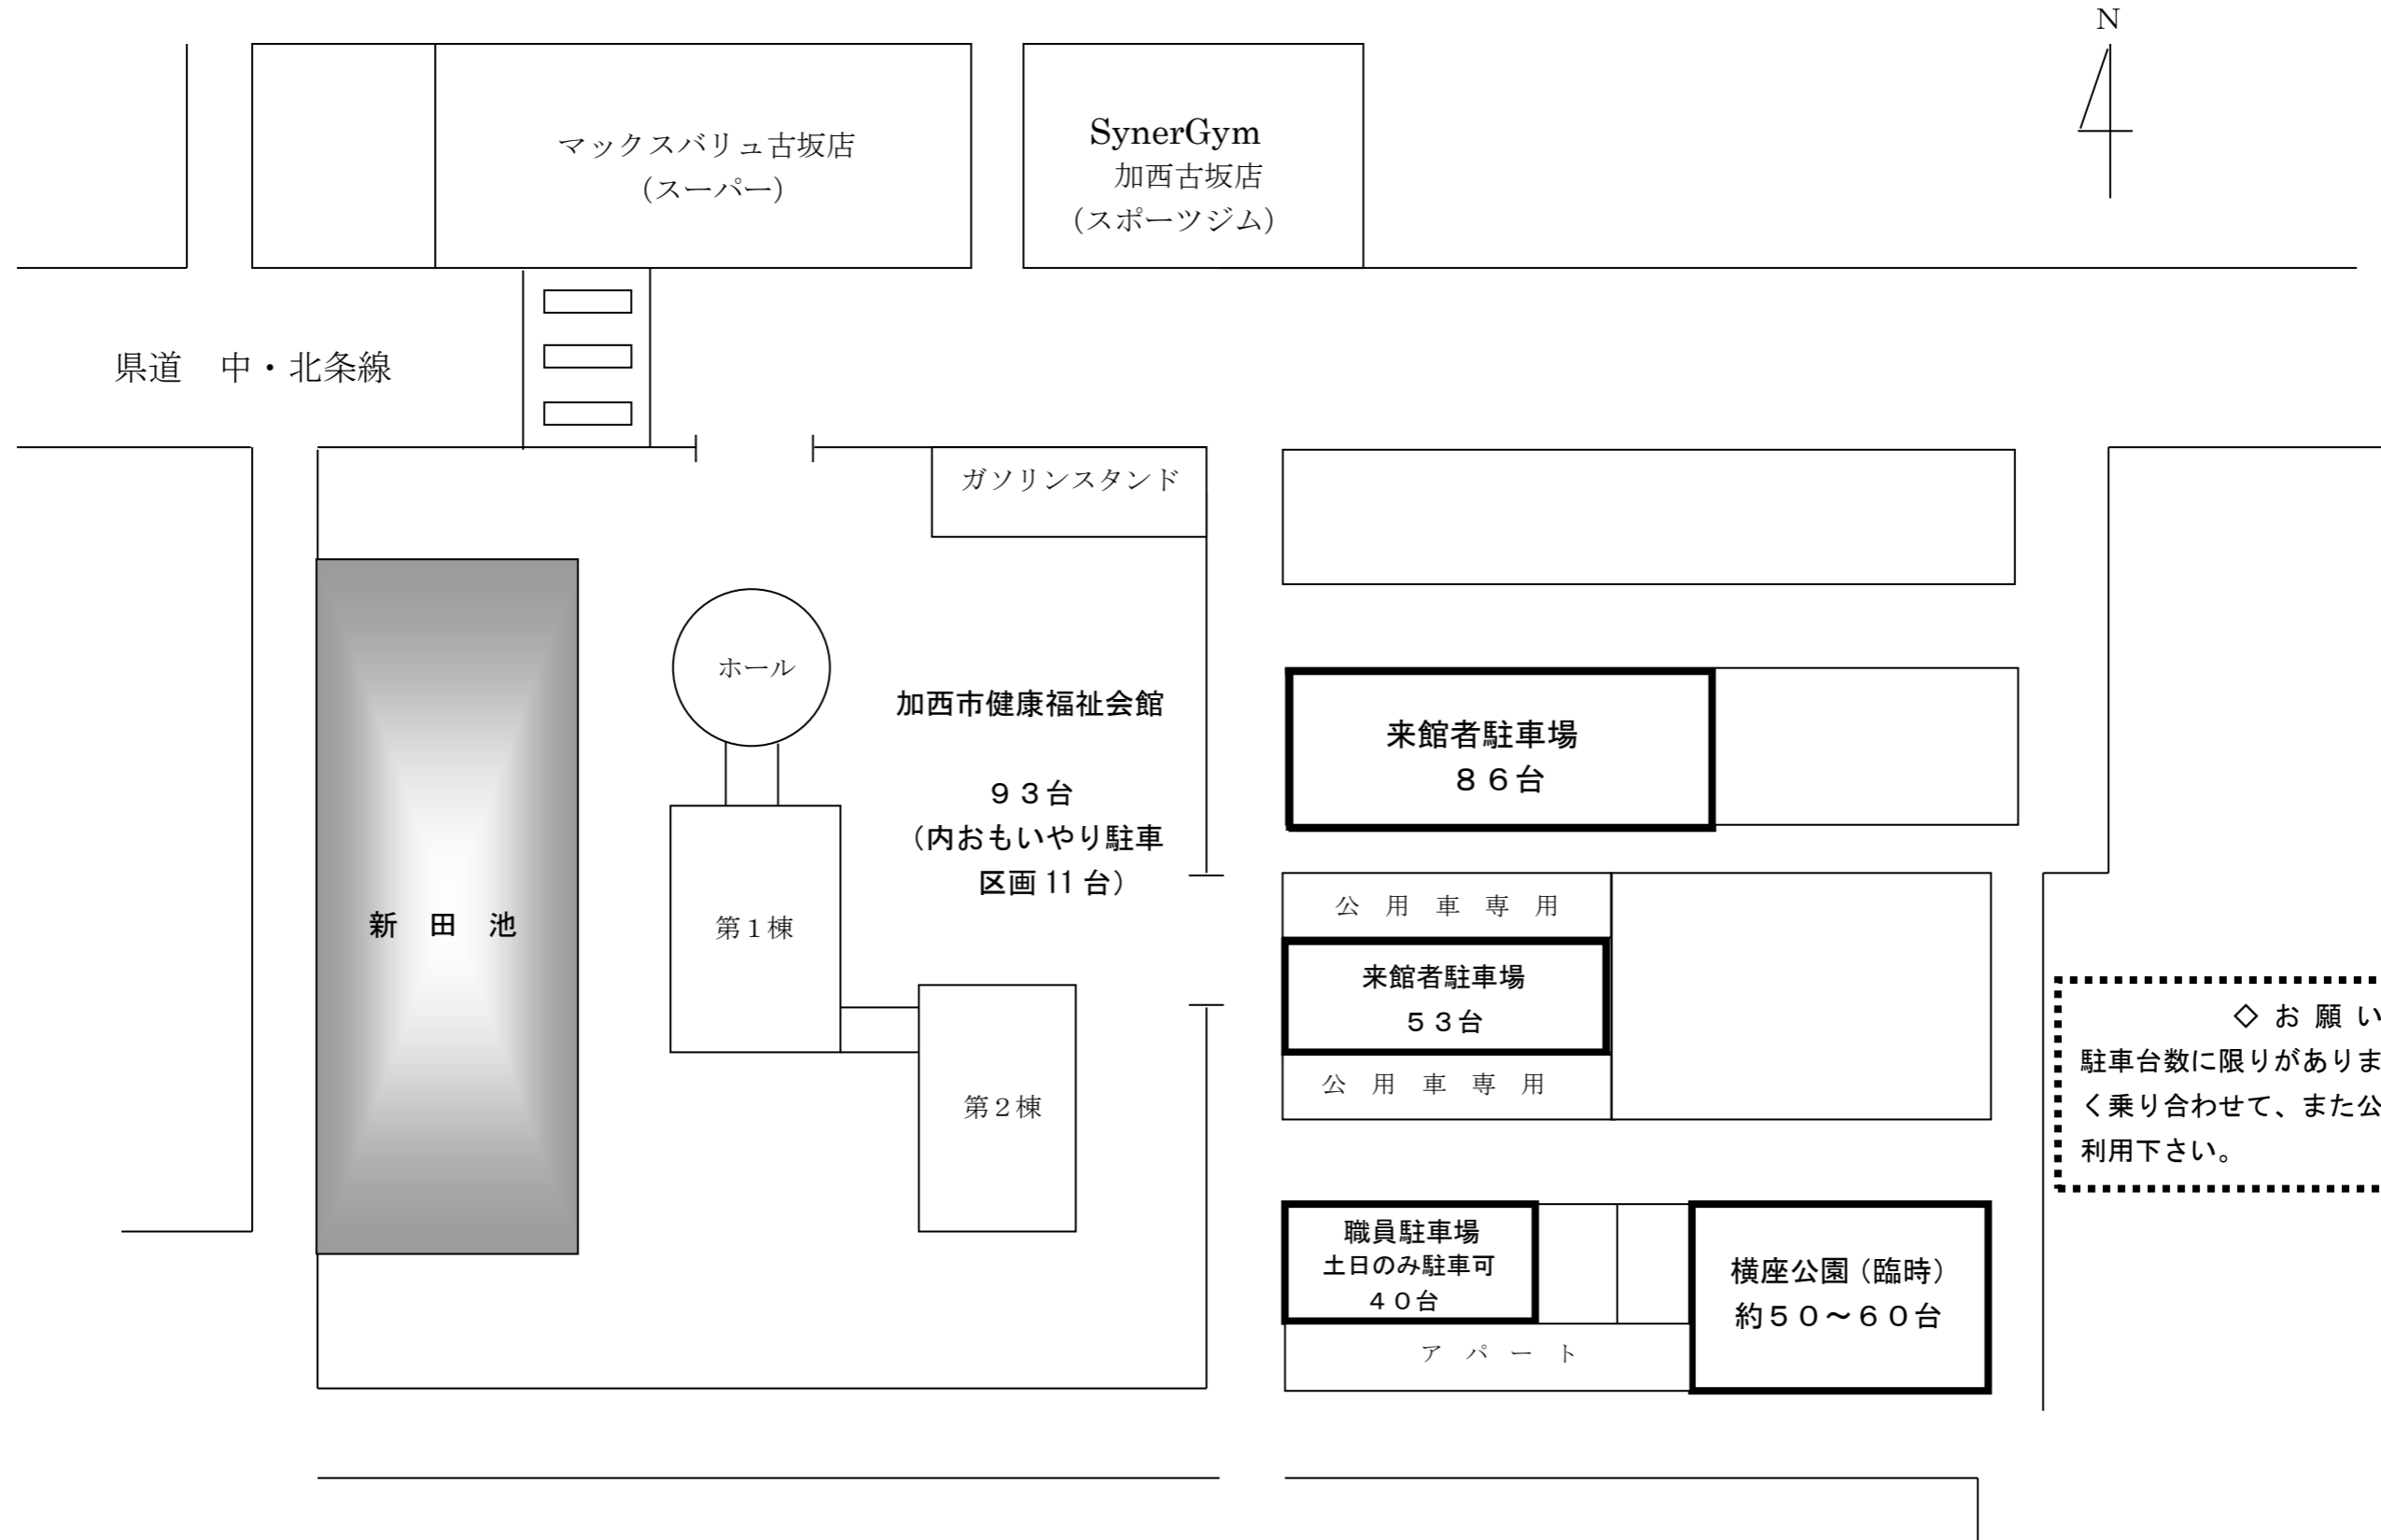 N
マックスバリュ古坂店
(スーパー)
SynerGym
加西古坂店
(スポーツジム)
県道　中・北条線
ガソリンスタンド
ホール
加西市健康福祉会館
９３台
(内おもいやり駐車
区画 11 台)
新　田　池
第１棟
第２棟
来館者駐車場
８６台
公　用　車　専　用
来館者駐車場
５３台
公　用　車　専　用
職員駐車場
土日のみ駐車可
４０台
ア　パ　ー　ト
横座公園（臨時）
約５０～６０台
◇ お 願 い
駐車台数に限りがありま
く乗り合わせて、また公
利用下さい。